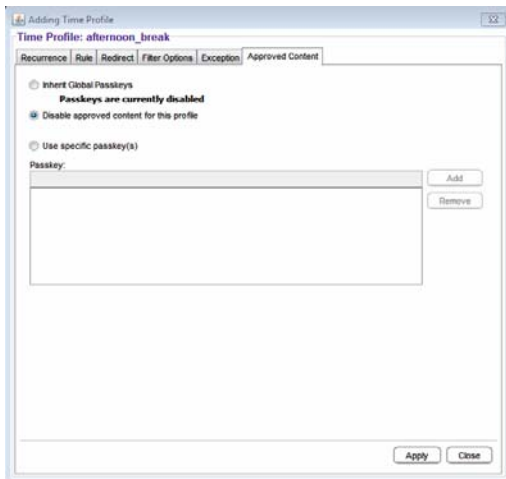 Adding Time Profile
Time Profile: afternoon_break
Recurrence Rule Redirect Filter Options Exception Approved Content
Inherit Global Passkeys
Passkeys are currently disabled
Disable approved content for this profile
Use specific passkey(s)
Passkey:
Add
Remove
Apply Close